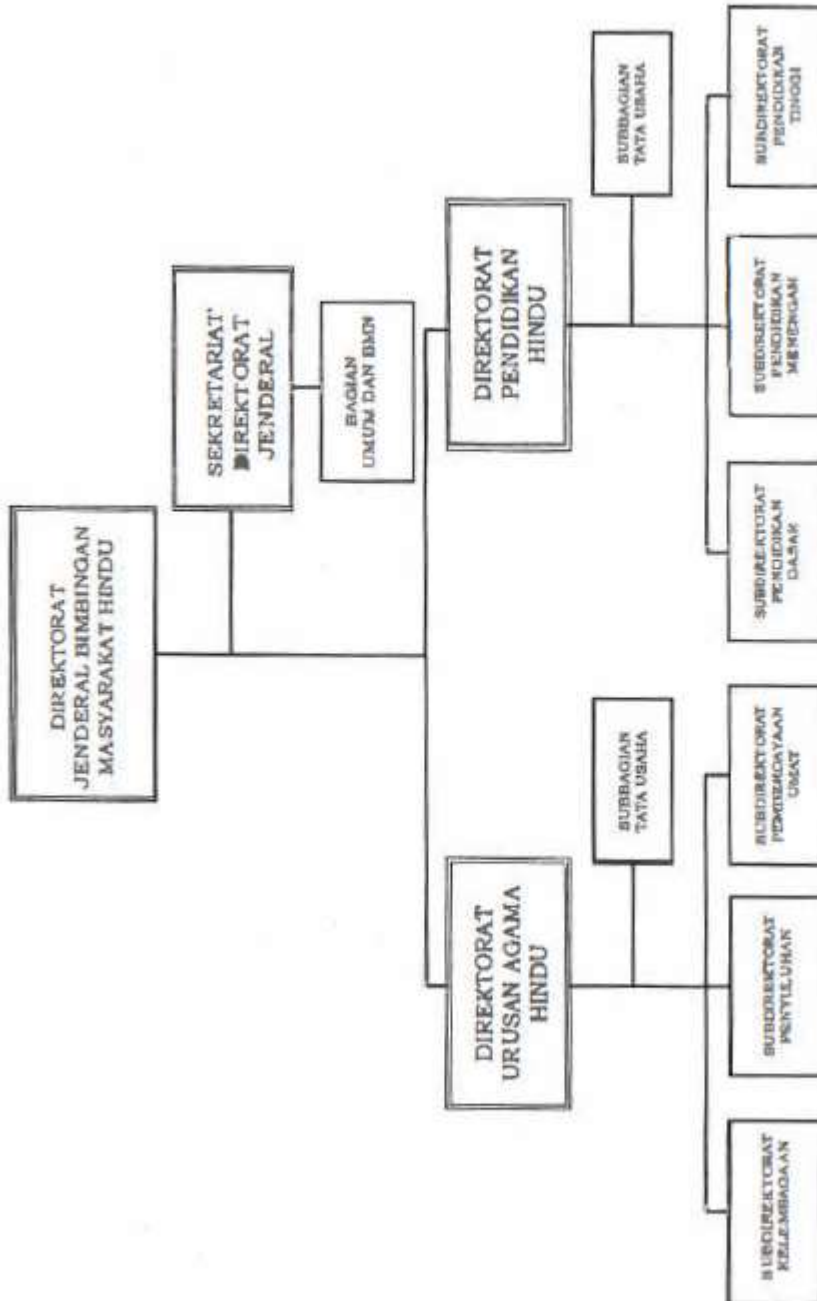 DIREKTORAT
JENDERAL BIMBINGAN
MASYARAKAT HINDU
SEKRETARIAT
DIREKTORAT
JENDERAL
BAGIAN
UMUM DAN BMN
DIREKTORAT
URUSAN AGAMA
HINDU
DIREKTORAT
PENDIDIKAN
HINDU
SUBBAGIAN
TATA USAHA
SUBBAGIAN
TATA USAHA
SUBDIREKTORAT
KELEMBAGAAN
SUBDIREKTORAT
PENYULUHAN
SUBDIREKTORAT
PEMBERDAYAAN
UMAT
SUBDIREKTORAT
PENDIDIKAN
DASAR
SUBDIREKTORAT
PENDIDIKAN
MENENGAH
SUBDIREKTORAT
PENDIDIKAN
TINGGI